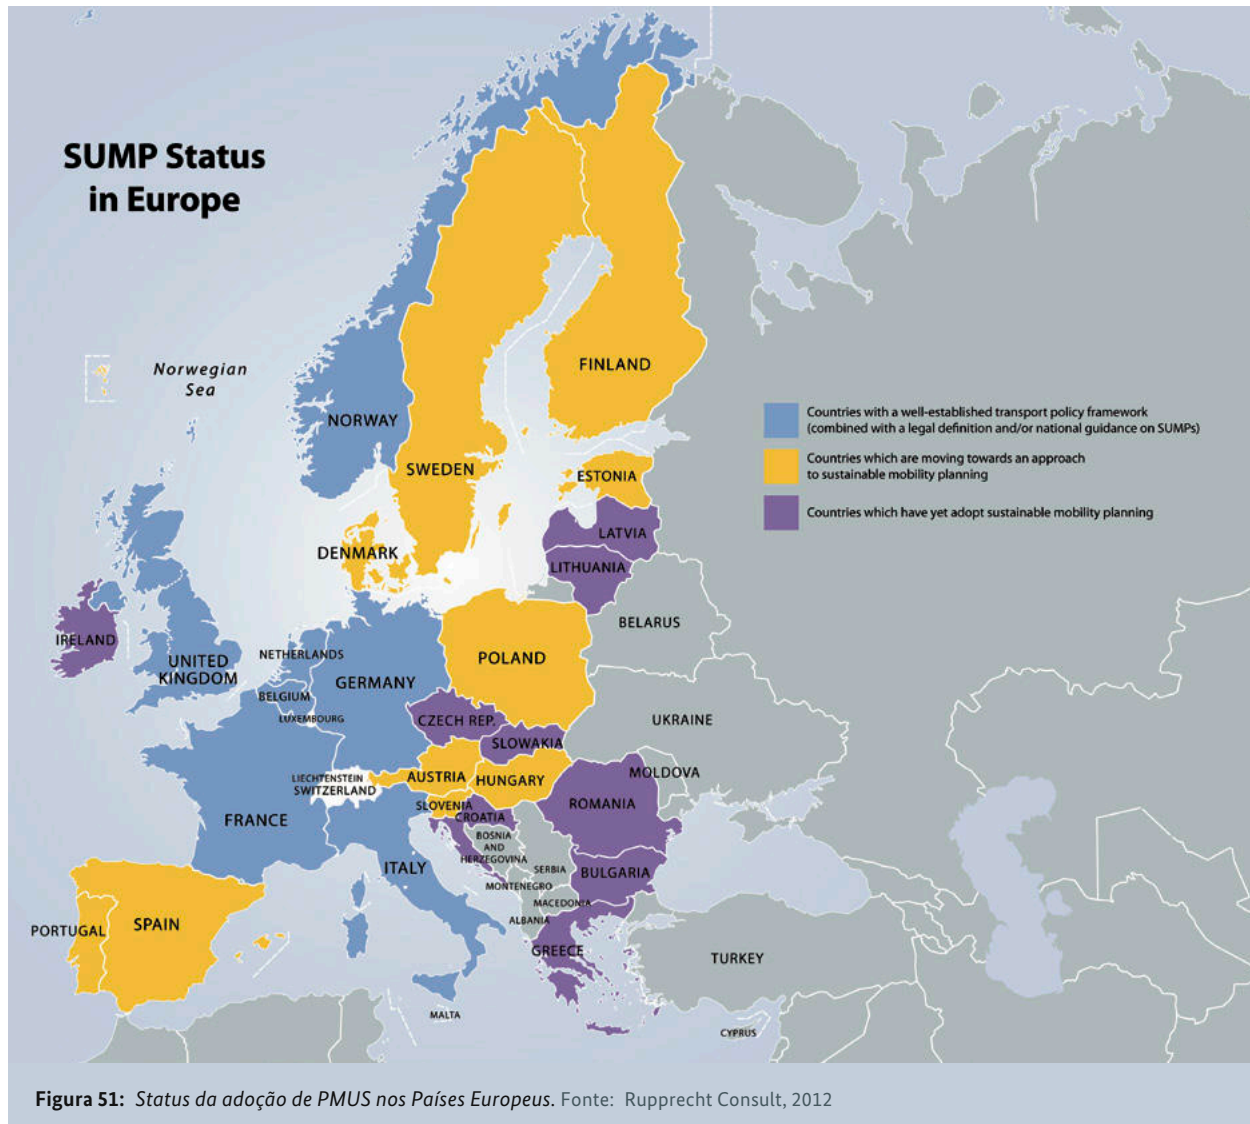 SUMP Status
in Europe
Norwegian
Sea
FINLAND
NORWAY
Countries with a well-established transport policy framework
(combined with a legal definition and/or national guidance on SUMPs)
Countries which are moving towards an approach
to sustainable mobility planning
Countries which have yet adopt sustainable mobility planning
SWEDEN
ESTONIA
LATVIA
DENMARK
LITHUANIA
BELARUS
IRELAND
NETHERLANDS
UNITED
KINGDOM
POLAND
GERMANY
BELGIUM
LUXEMBOURG
CZECH REP.
UKRAINE
SLOWAKIA
LIECHTENSTEIN
SWITZERLAND
AUSTRIA
HUNGARY
MOLDOVA
SLOVENIA
CROATIA
ROMANIA
FRANCE
BOSNIA
AND
HERZEGOVINA
ITALY
SERBIA
BULGARIA
MONTENEGRO
MACEDONIA
ALBANIA
PORTUGAL
SPAIN
GREECE
TURKEY
MALTA
CYPRUS
Figura 51: Status da adoção de PMUS nos Países Europeus. Fonte: Rupprecht Consult, 2012